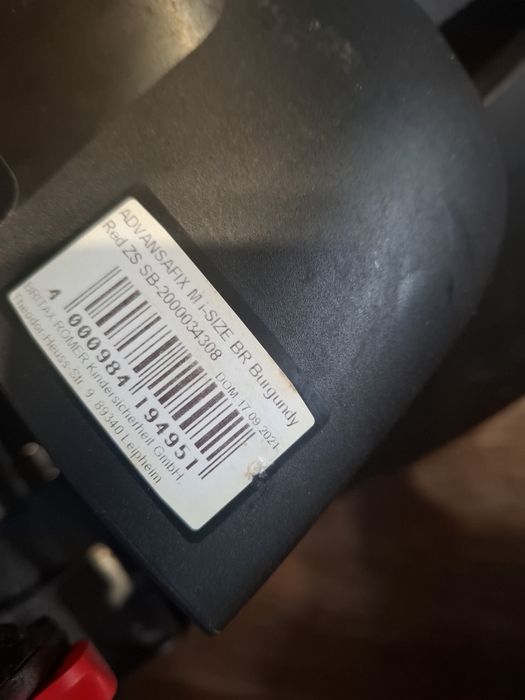 ADVANSAFIX M i-SIZE BR Burgundy
Red ZS SB-2000034308
DOM 17.09.2021
4 000984 194951
BRITAX RÖMER Kindersicherheit GmbH,
Theodor-Heuss-Str. 9, 89340 Leipheim